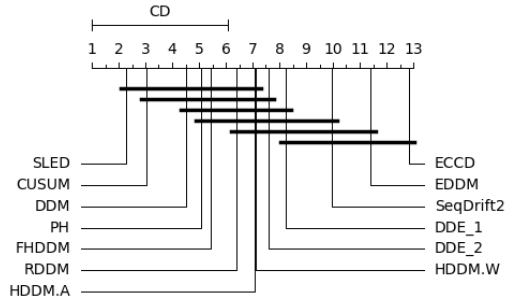 CD
1 2 3 4 5 6 7 8 9 10 11 12 13
SLED ECCD
CUSUM EDDM
DDM SeqDrift2
PH DDE_1
FHDDM DDE_2
RDDM HDDM.W
HDDM.A